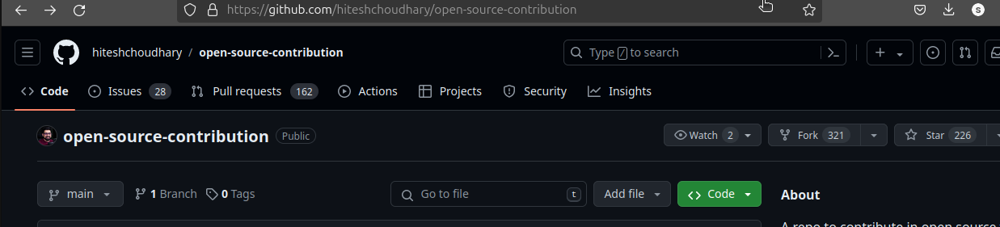 https://github.com/hiteshchoudhary/open-source-contribution
S
hiteshchoudhary / open-source-contribution
Type / to search
Code Issues 28 Pull requests 162 Actions Projects Security Insights
open-source-contribution Public
Watch 2 Fork 321 Star 226
main 1 Branch 0 Tags Go to file t Add file Code About
A repo to contribute in open source